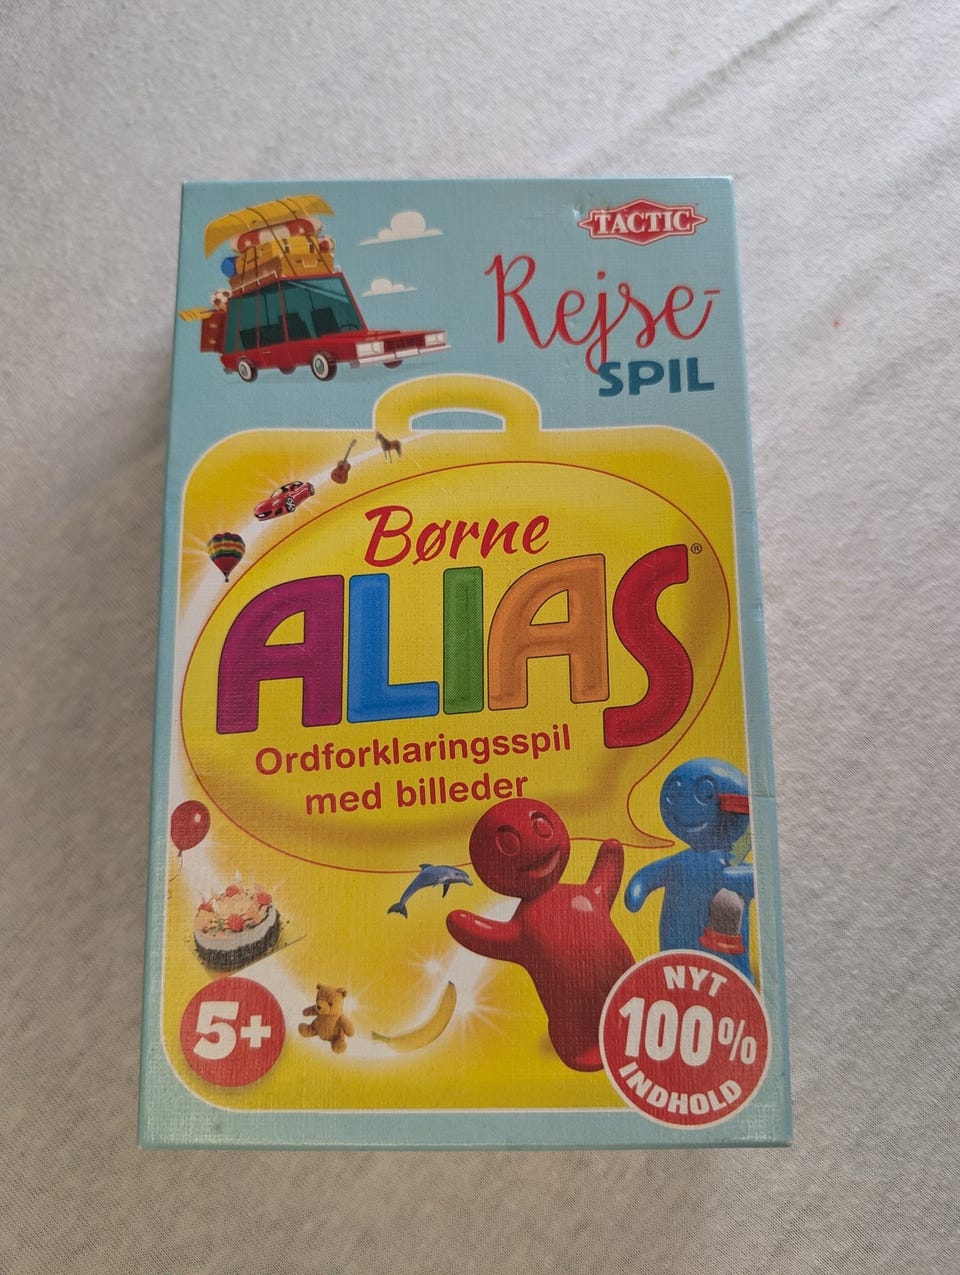 TACTIC
Rejse-
SPIL
Børne
ALIAS®
Ordforklaringsspil
med billeder
5+
NYT
100%
INDHOLD